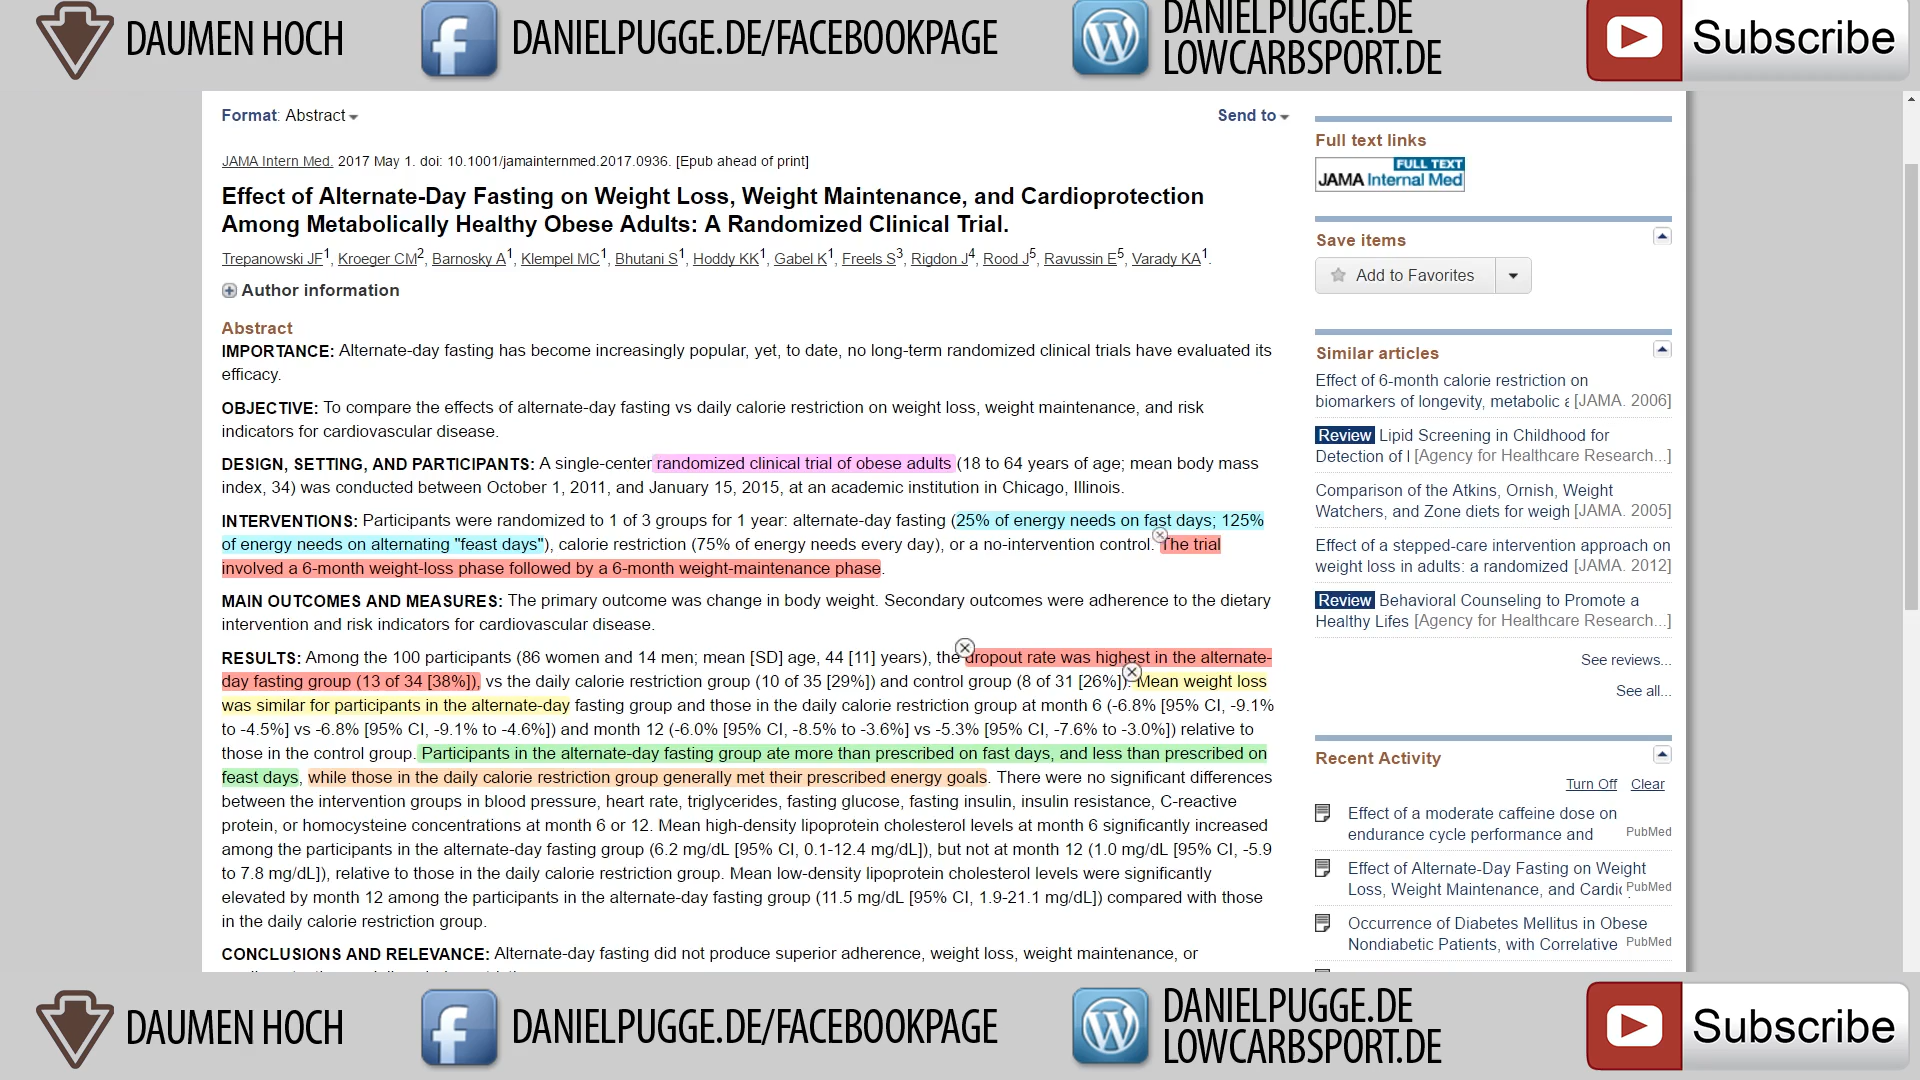 DAUMEN HOCH
DANIELPUGGE.DE/FACEBOOKPAGE
DANIELPUGGE.DE
LOWCARBSPORT.DE
Subscribe
Format: Abstract
Send to
JAMA Intern Med. 2017 May 1. doi: 10.1001/jamainternmed.2017.0936. [Epub ahead of print]
Effect of Alternate-Day Fasting on Weight Loss, Weight Maintenance, and Cardioprotection
Among Metabolically Healthy Obese Adults: A Randomized Clinical Trial.
Trepanowski JF1, Kroeger CM2, Barnosky A1, Klempel MC1, Bhutani S1, Hoddy KK1, Gabel K1, Freels S3, Rigdon J4, Rood J5, Ravussin E5, Varady KA1.
Author information
Abstract
IMPORTANCE: Alternate-day fasting has become increasingly popular, yet, to date, no long-term randomized clinical trials have evaluated its
efficacy.
OBJECTIVE: To compare the effects of alternate-day fasting vs daily calorie restriction on weight loss, weight maintenance, and risk
indicators for cardiovascular disease.
DESIGN, SETTING, AND PARTICIPANTS: A single-center randomized clinical trial of obese adults (18 to 64 years of age; mean body mass
index, 34) was conducted between October 1, 2011, and January 15, 2015, at an academic institution in Chicago, Illinois.
INTERVENTIONS: Participants were randomized to 1 of 3 groups for 1 year: alternate-day fasting (25% of energy needs on fast days; 125%
of energy needs on alternating "feast days"), calorie restriction (75% of energy needs every day), or a no-intervention control. The trial
involved a 6-month weight-loss phase followed by a 6-month weight-maintenance phase.
MAIN OUTCOMES AND MEASURES: The primary outcome was change in body weight. Secondary outcomes were adherence to the dietary
intervention and risk indicators for cardiovascular disease.
RESULTS: Among the 100 participants (86 women and 14 men; mean [SD] age, 44 [11] years), the dropout rate was highest in the alternate-
day fasting group (13 of 34 [38%]), vs the daily calorie restriction group (10 of 35 [29%]) and control group (8 of 31 [26%]). Mean weight loss
was similar for participants in the alternate-day fasting group and those in the daily calorie restriction group at month 6 (-6.8% [95% CI, -9.1%
to -4.5%] vs -6.8% [95% CI, -9.1% to -4.6%]) and month 12 (-6.0% [95% CI, -8.5% to -3.6%] vs -5.3% [95% CI, -7.6% to -3.0%]) relative to
those in the control group. Participants in the alternate-day fasting group ate more than prescribed on fast days, and less than prescribed on
feast days, while those in the daily calorie restriction group generally met their prescribed energy goals. There were no significant differences
between the intervention groups in blood pressure, heart rate, triglycerides, fasting glucose, fasting insulin, insulin resistance, C-reactive
protein, or homocysteine concentrations at month 6 or 12. Mean high-density lipoprotein cholesterol levels at month 6 significantly increased
among the participants in the alternate-day fasting group (6.2 mg/dL [95% CI, 0.1-12.4 mg/dL]), but not at month 12 (1.0 mg/dL [95% CI, -5.9
to 7.8 mg/dL]), relative to those in the daily calorie restriction group. Mean low-density lipoprotein cholesterol levels were significantly
elevated by month 12 among the participants in the alternate-day fasting group (11.5 mg/dL [95% CI, 1.9-21.1 mg/dL]) compared with those
in the daily calorie restriction group.
CONCLUSIONS AND RELEVANCE: Alternate-day fasting did not produce superior adherence, weight loss, weight maintenance, or
Full text links
FULL TEXT
JAMA Internal Med
Save items
Add to Favorites
Similar articles
Effect of 6-month calorie restriction on
biomarkers of longevity, metabolic a [JAMA. 2006]
Review Lipid Screening in Childhood for
Detection of l [Agency for Healthcare Research...]
Comparison of the Atkins, Ornish, Weight
Watchers, and Zone diets for weigh [JAMA. 2005]
Effect of a stepped-care intervention approach on
weight loss in adults: a randomized [JAMA. 2012]
Review Behavioral Counseling to Promote a
Healthy Lifes [Agency for Healthcare Research...]
See reviews...
See all...
Recent Activity
Turn Off Clear
Effect of a moderate caffeine dose on
endurance cycle performance and PubMed
Effect of Alternate-Day Fasting on Weight
Loss, Weight Maintenance, and Cardic PubMed
Occurrence of Diabetes Mellitus in Obese
Nondiabetic Patients, with Correlative PubMed
DAUMEN HOCH
DANIELPUGGE.DE/FACEBOOKPAGE
DANIELPUGGE.DE
LOWCARBSPORT.DE
Subscribe